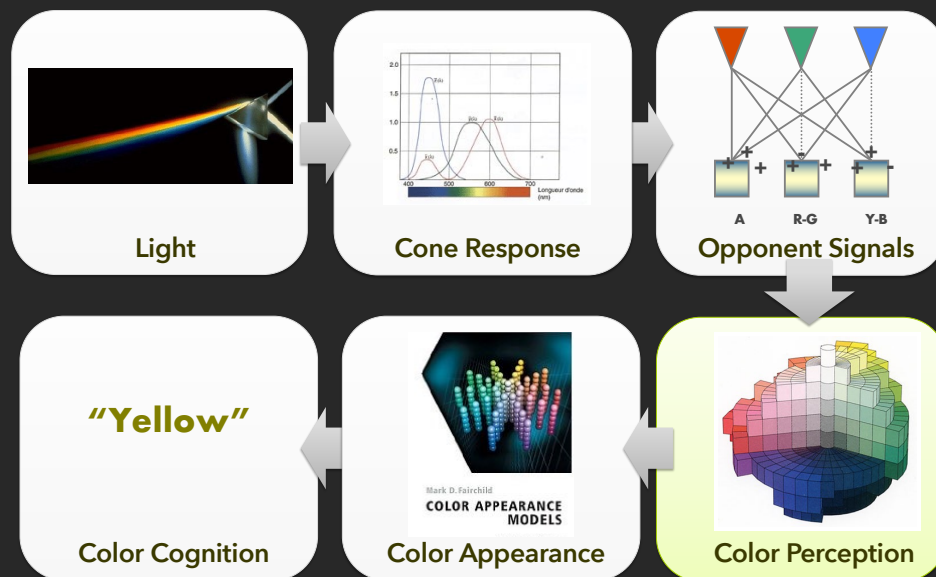 Light
2.0
1.5
1.0
0.5
400
500
600
700
Longueur d'onde
(nm)
Cone Response
+
+
+
+
-
+
+
+
-
A
R-G
Y-B
Opponent Signals
"Yellow"
Color Cognition
Mark D. Fairchild
COLOR APPEARANCE
MODELS
Color Appearance
Color Perception